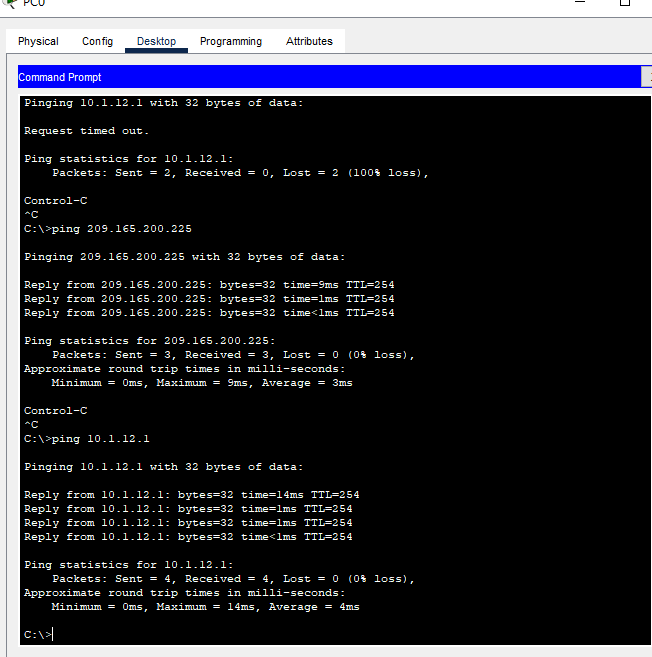 PC0
Physical Config Desktop Programming Attributes
Command Prompt
Pinging 10.1.12.1 with 32 bytes of data:
Request timed out.
Ping statistics for 10.1.12.1:
Packets: Sent = 2, Received = 0, Lost = 2 (100% loss),
Control-C
^C
C:\>ping 209.165.200.225
Pinging 209.165.200.225 with 32 bytes of data:
Reply from 209.165.200.225: bytes=32 time=9ms TTL=254
Reply from 209.165.200.225: bytes=32 time=1ms TTL=254
Reply from 209.165.200.225: bytes=32 time<1ms TTL=254
Ping statistics for 209.165.200.225:
Packets: Sent = 3, Received = 3, Lost = 0 (0% loss),
Approximate round trip times in milli-seconds:
Minimum = 0ms, Maximum = 9ms, Average = 3ms
Control-C
^C
C:\>ping 10.1.12.1
Pinging 10.1.12.1 with 32 bytes of data:
Reply from 10.1.12.1: bytes=32 time=14ms TTL=254
Reply from 10.1.12.1: bytes=32 time=1ms TTL=254
Reply from 10.1.12.1: bytes=32 time=1ms TTL=254
Reply from 10.1.12.1: bytes=32 time<1ms TTL=254
Ping statistics for 10.1.12.1:
Packets: Sent = 4, Received = 4, Lost = 0 (0% loss),
Approximate round trip times in milli-seconds:
Minimum = 0ms, Maximum = 14ms, Average = 4ms
C:\>